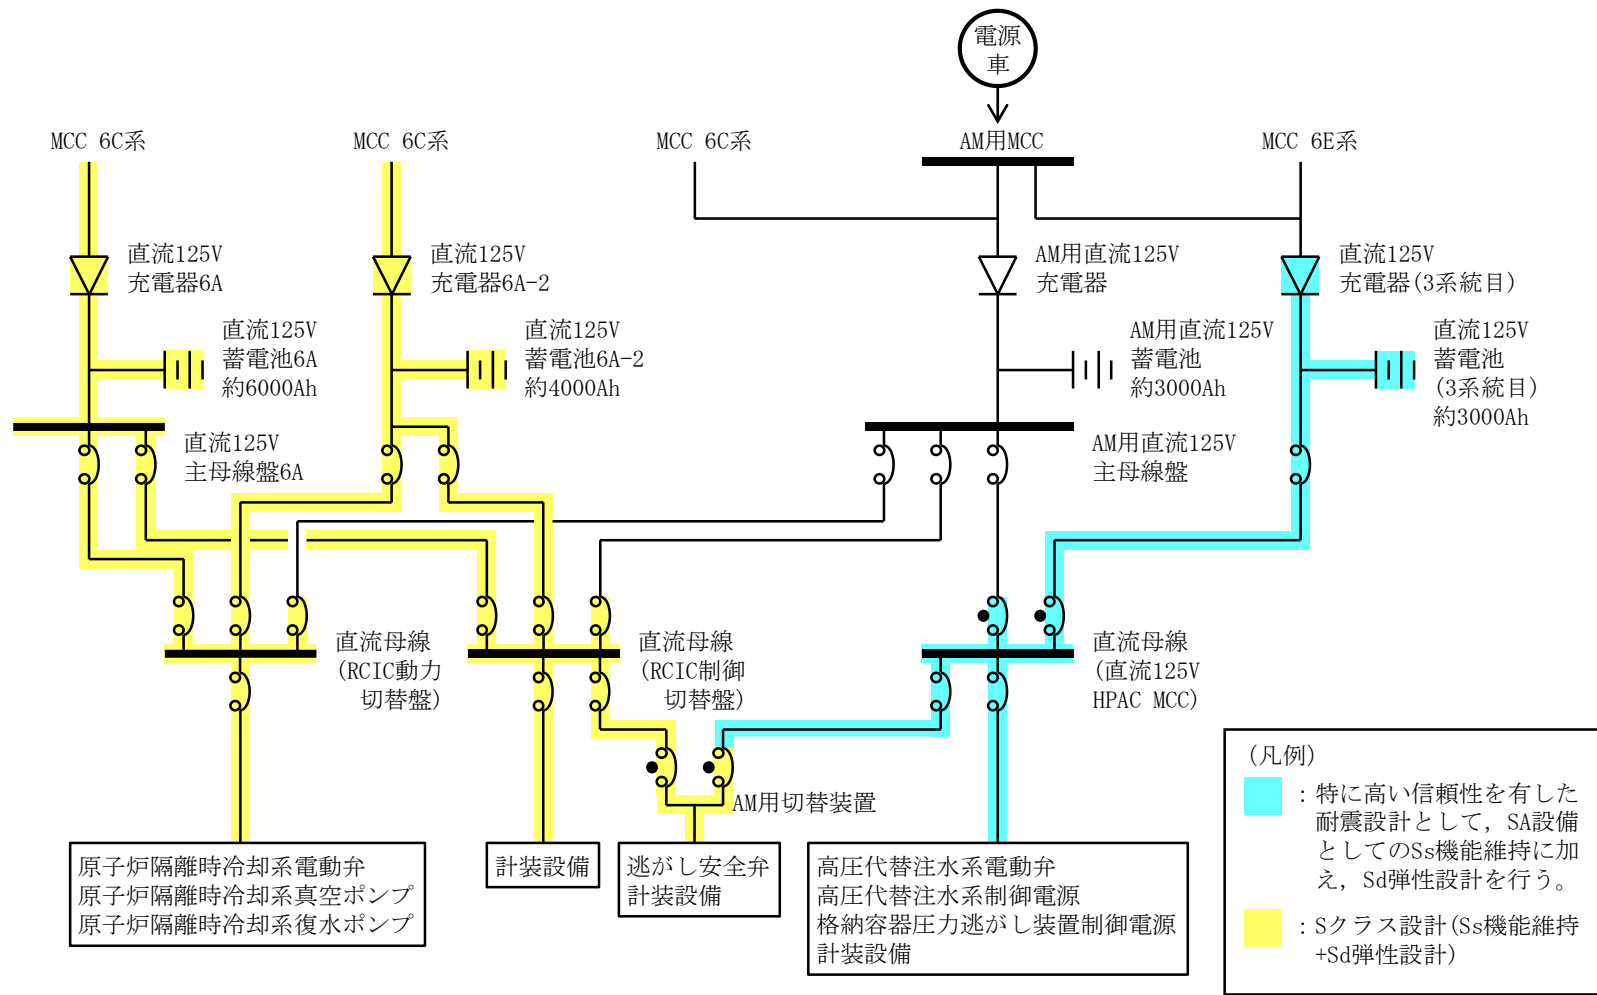 電源
車
MCC 6C系
MCC 6C系
MCC 6C系
AM用MCC
MCC 6E系
直流125V
充電器6A
直流125V
充電器6A-2
AM用直流125V
充電器
直流125V
充電器(3系統目)
直流125V
蓄電池6A
約6000Ah
直流125V
蓄電池6A-2
約4000Ah
AM用直流125V
蓄電池
約3000Ah
直流125V
蓄電池
(3系統目)
約3000Ah
直流125V
主母線盤6A
AM用直流125V
主母線盤
直流母線
(RCIC動力
切替盤)
直流母線
(RCIC制御
切替盤)
直流母線
(直流125V
HPAC MCC)
AM用切替装置
原子炉隔離時冷却系電動弁
原子炉隔離時冷却系真空ポンプ
原子炉隔離時冷却系復水ポンプ
計装設備
逃がし安全弁
計装設備
高圧代替注水系電動弁
高圧代替注水系制御電源
格納容器圧力逃がし装置制御電源
計装設備
(凡例)
：特に高い信頼性を有した
耐震設計として，SA設備
としてのSs機能維持に加
え，Sd弾性設計を行う。
：Sクラス設計(Ss機能維持
+Sd弾性設計)